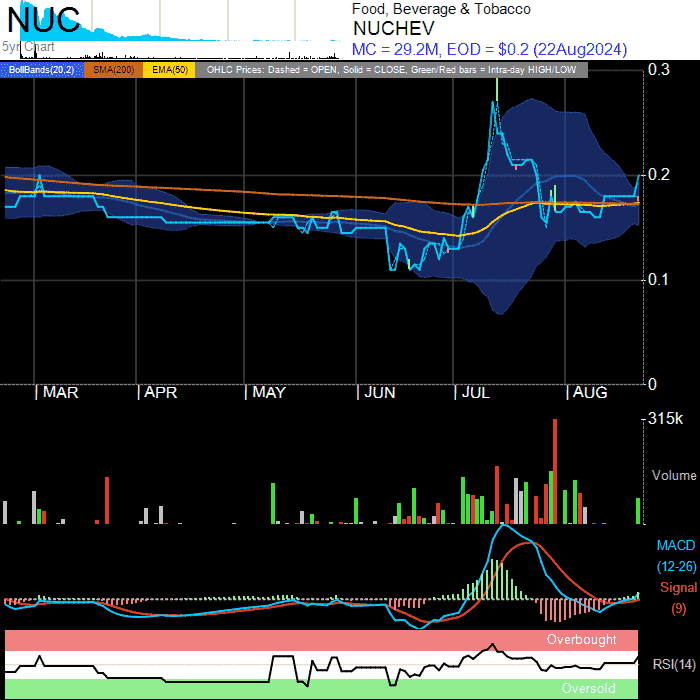 NUC
Food, Beverage & Tobacco
NUCHEV
5yr Chart
MC = 29.2M, EOD = $0.2 (22Aug2024)
BollBands(20,2) SMA(200) EMA(50) OHLC Prices: Dashed = OPEN, Solid = CLOSE, Green/Red bars = Intra-day HIGH/LOW
0.3
0.2
0.1
0
| MAR | APR | MAY | JUN | JUL | AUG
315k
Volume
MACD
(12-26)
Signal
(9)
Overbought
RSI(14)
Oversold